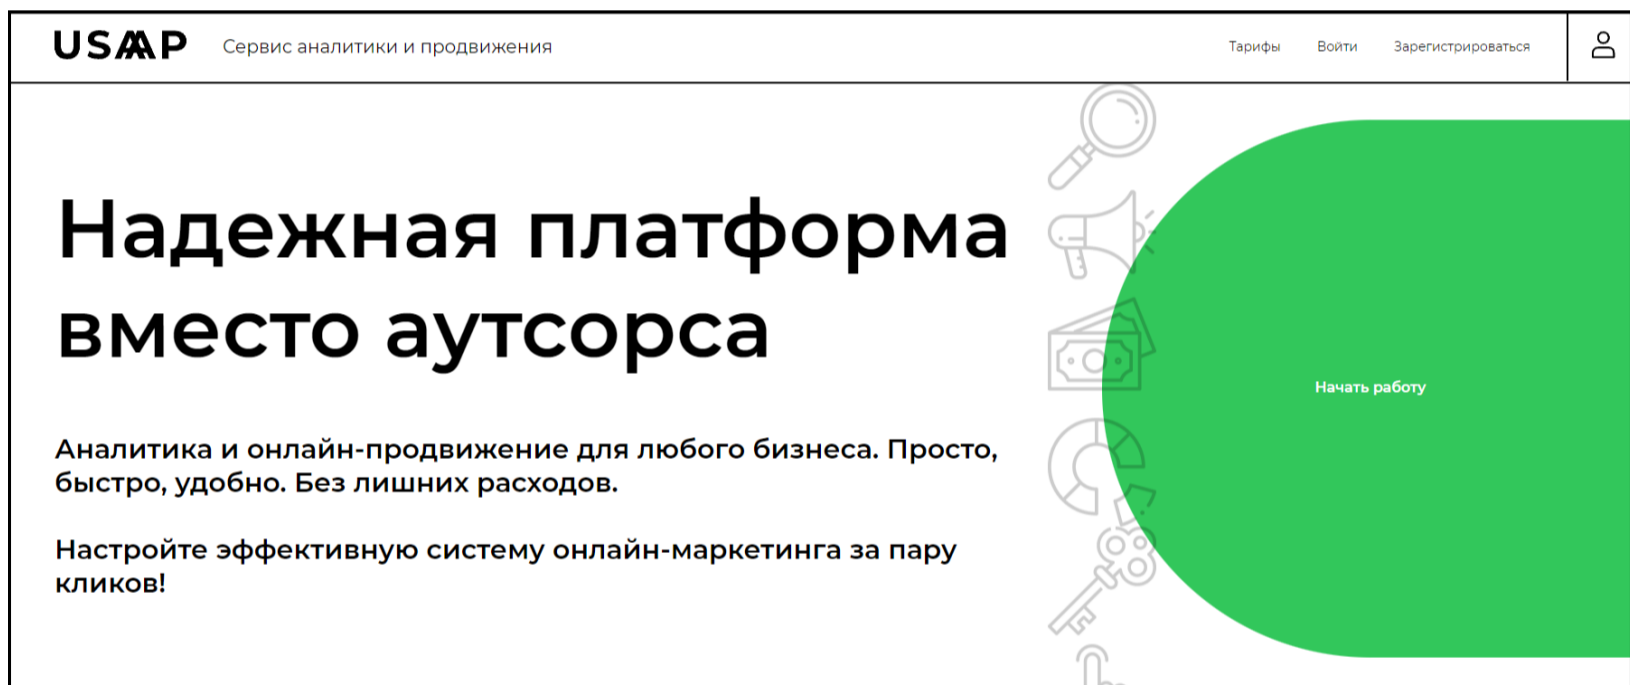 USAAP
Сервис аналитики и продвижения
Тарифы
Войти
Зарегистрироваться
Надежная платформа
вместо аутсорса
Аналитика и онлайн-продвижение для любого бизнеса. Просто,
быстро, удобно. Без лишних расходов.
Настройте эффективную систему онлайн-маркетинга за пару
кликов!
Начать работу